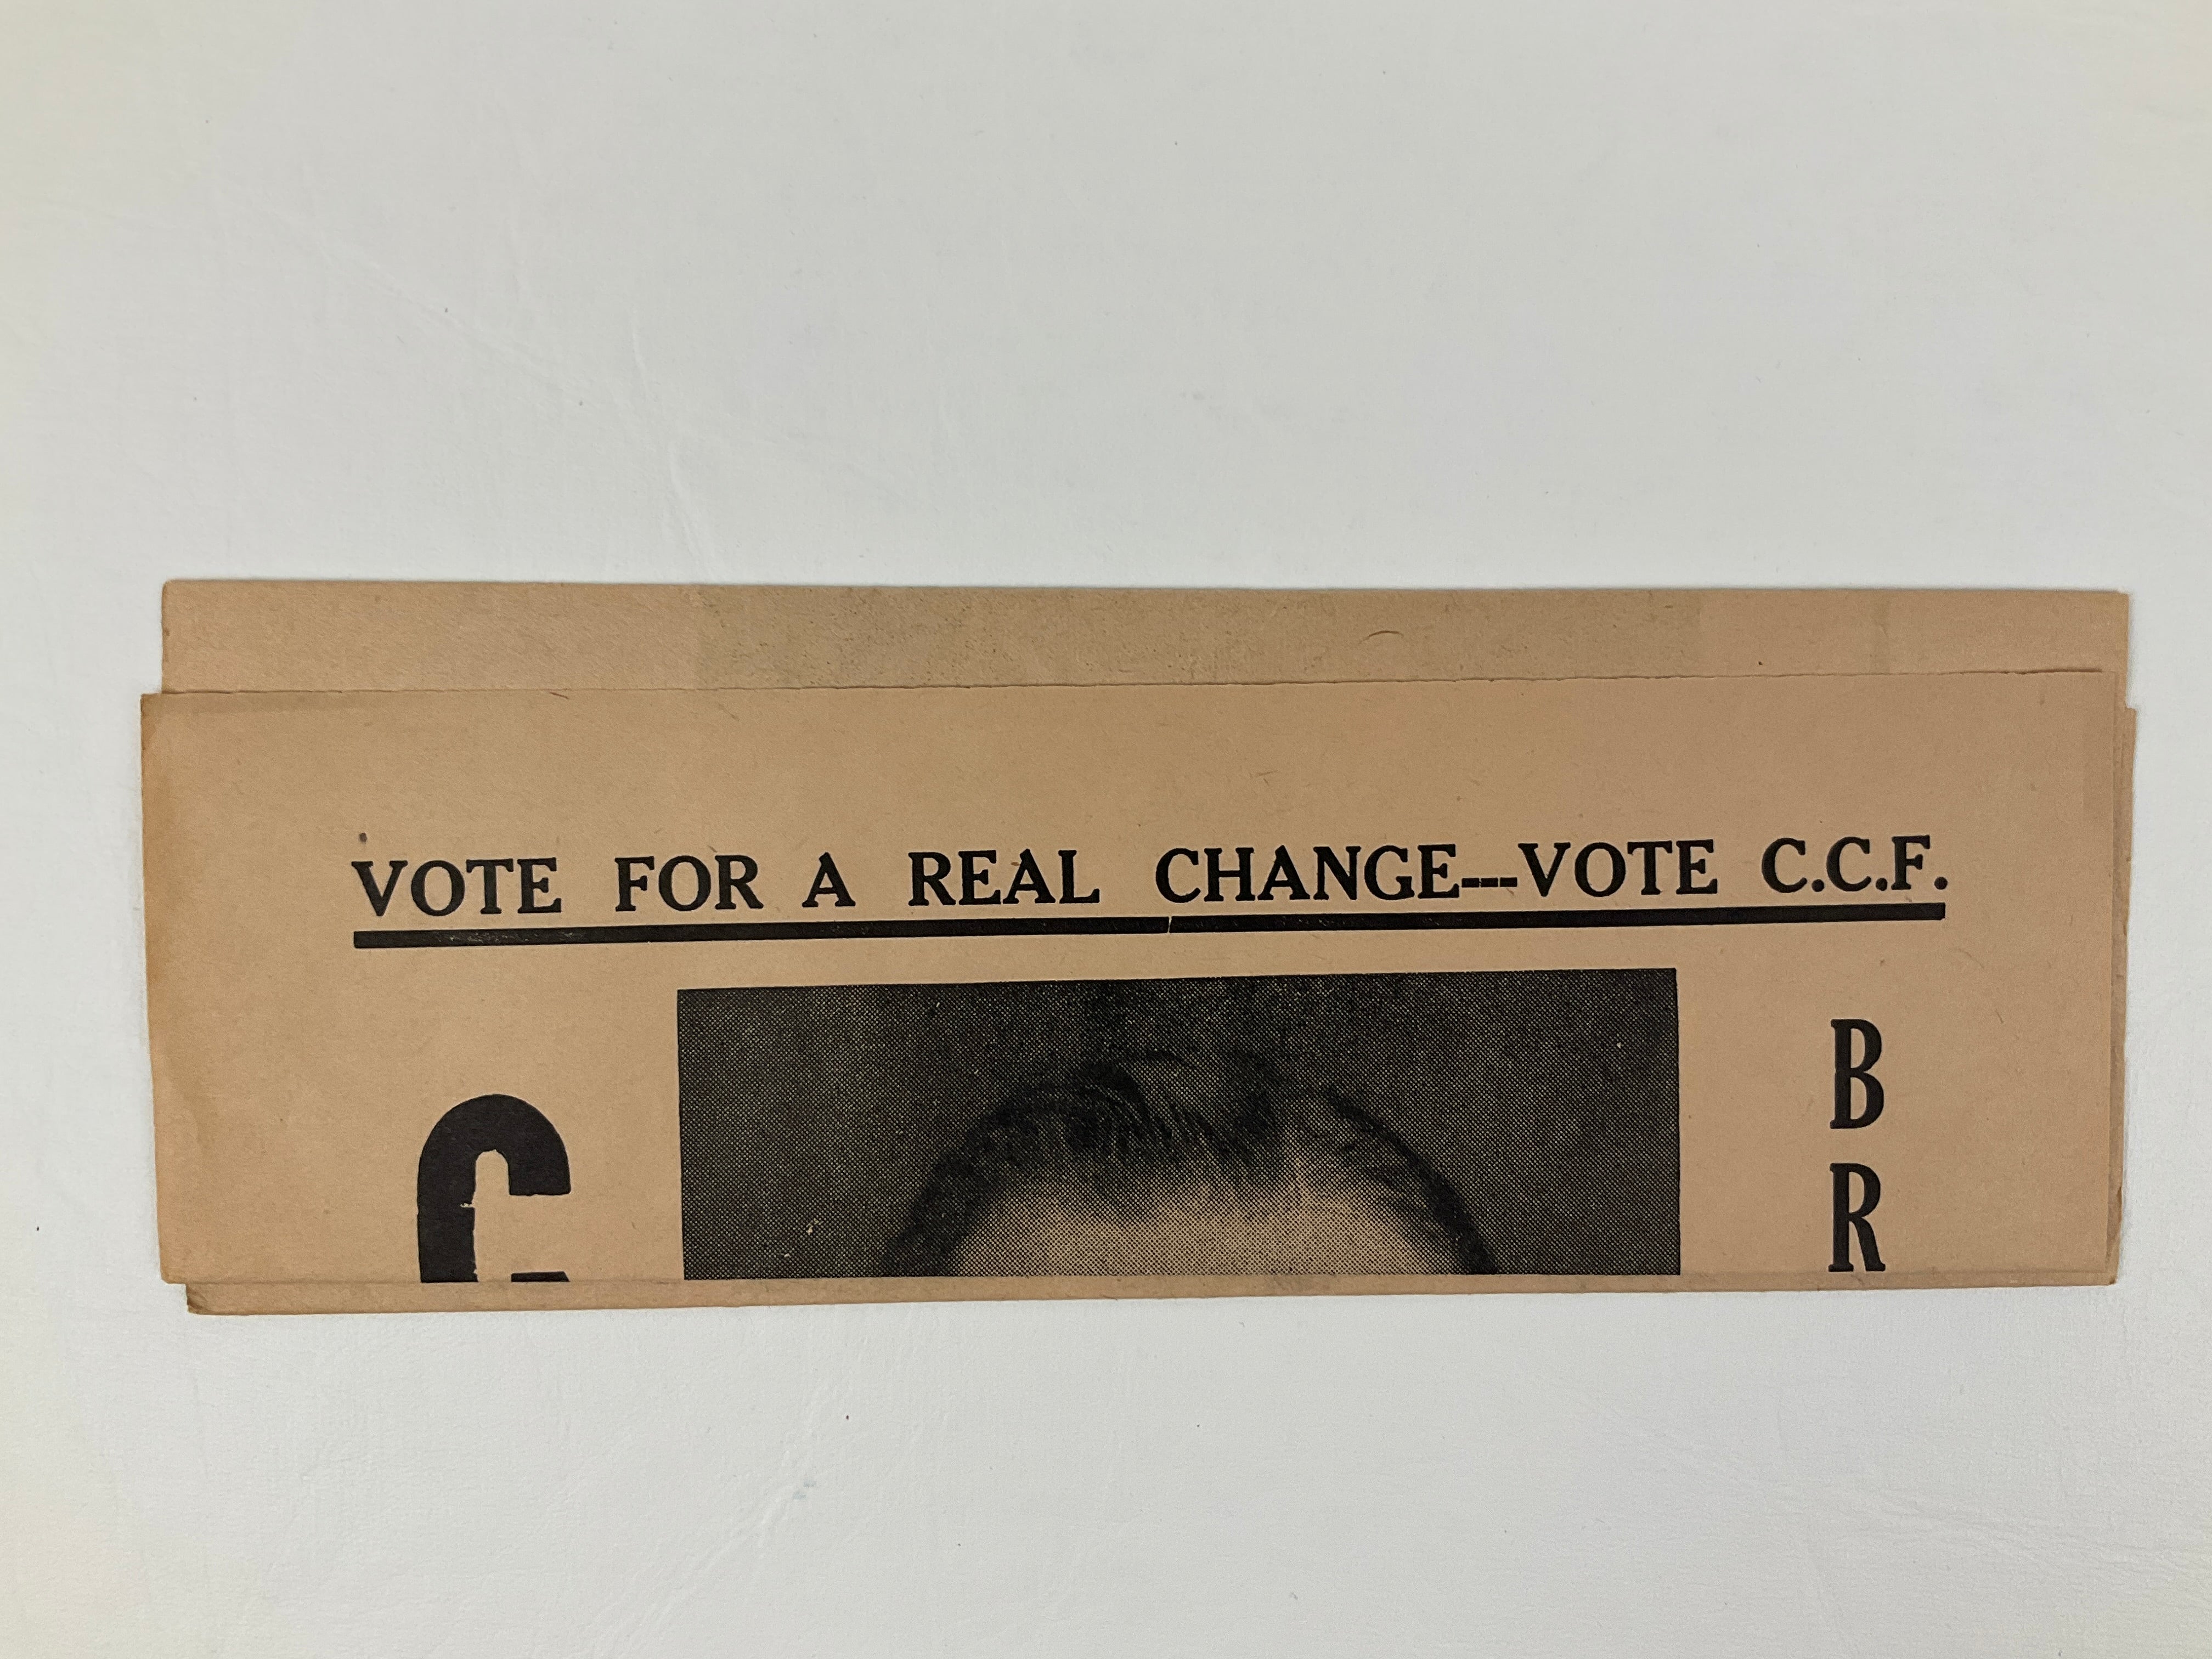 VOTE FOR A REAL CHANGE---VOTE C.C.F.
B
R